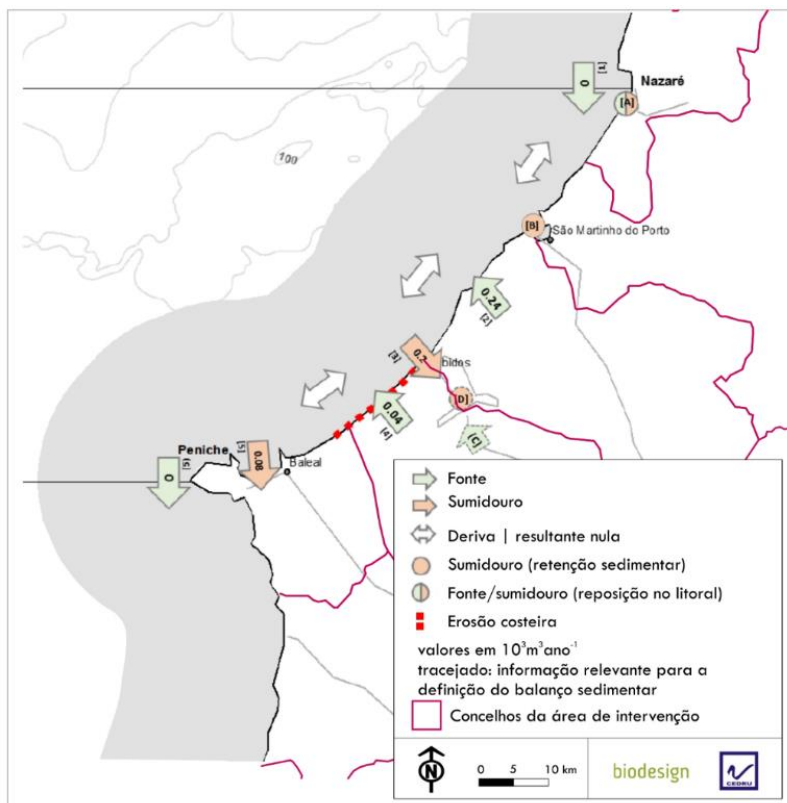 [1]
0
Nazaré
[A]
100
[B]
São Martinho do Porto
0.24
[2]
[3]
0.2
bidos
0.04
[4]
[D]
[C]
Peniche
[5]
0.08
Baleal
0
Fonte
Sumidouro
Deriva | resultante nula
Sumidouro (retenção sedimentar)
Fonte/sumidouro (reposição no litoral)
Erosão costeira
valores em 10³m³ano⁻¹
tracejado: informação relevante para a
definição do balanço sedimentar
Concelhos da área de intervenção
N
0 5 10 km
biodesign
CEDRU